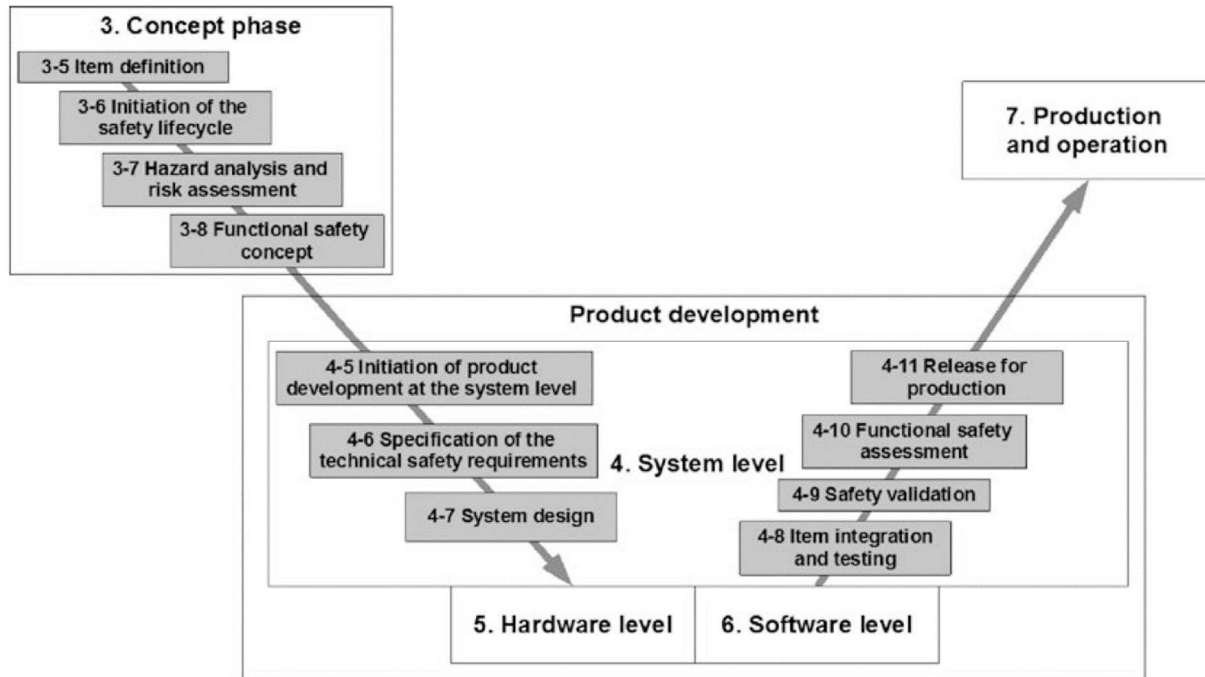 3. Concept phase
3-5 Item definition
3-6 Initiation of the
safety lifecycle
3-7 Hazard analysis and
risk assessment
3-8 Functional safety
concept
7. Production
and operation
Product development
4-5 Initiation of product
development at the system level
4-6 Specification of the
technical safety requirements
4-7 System design
4. System level
4-11 Release for
production
4-10 Functional safety
assessment
4-9 Safety validation
4-8 Item integration
and testing
5. Hardware level
6. Software level